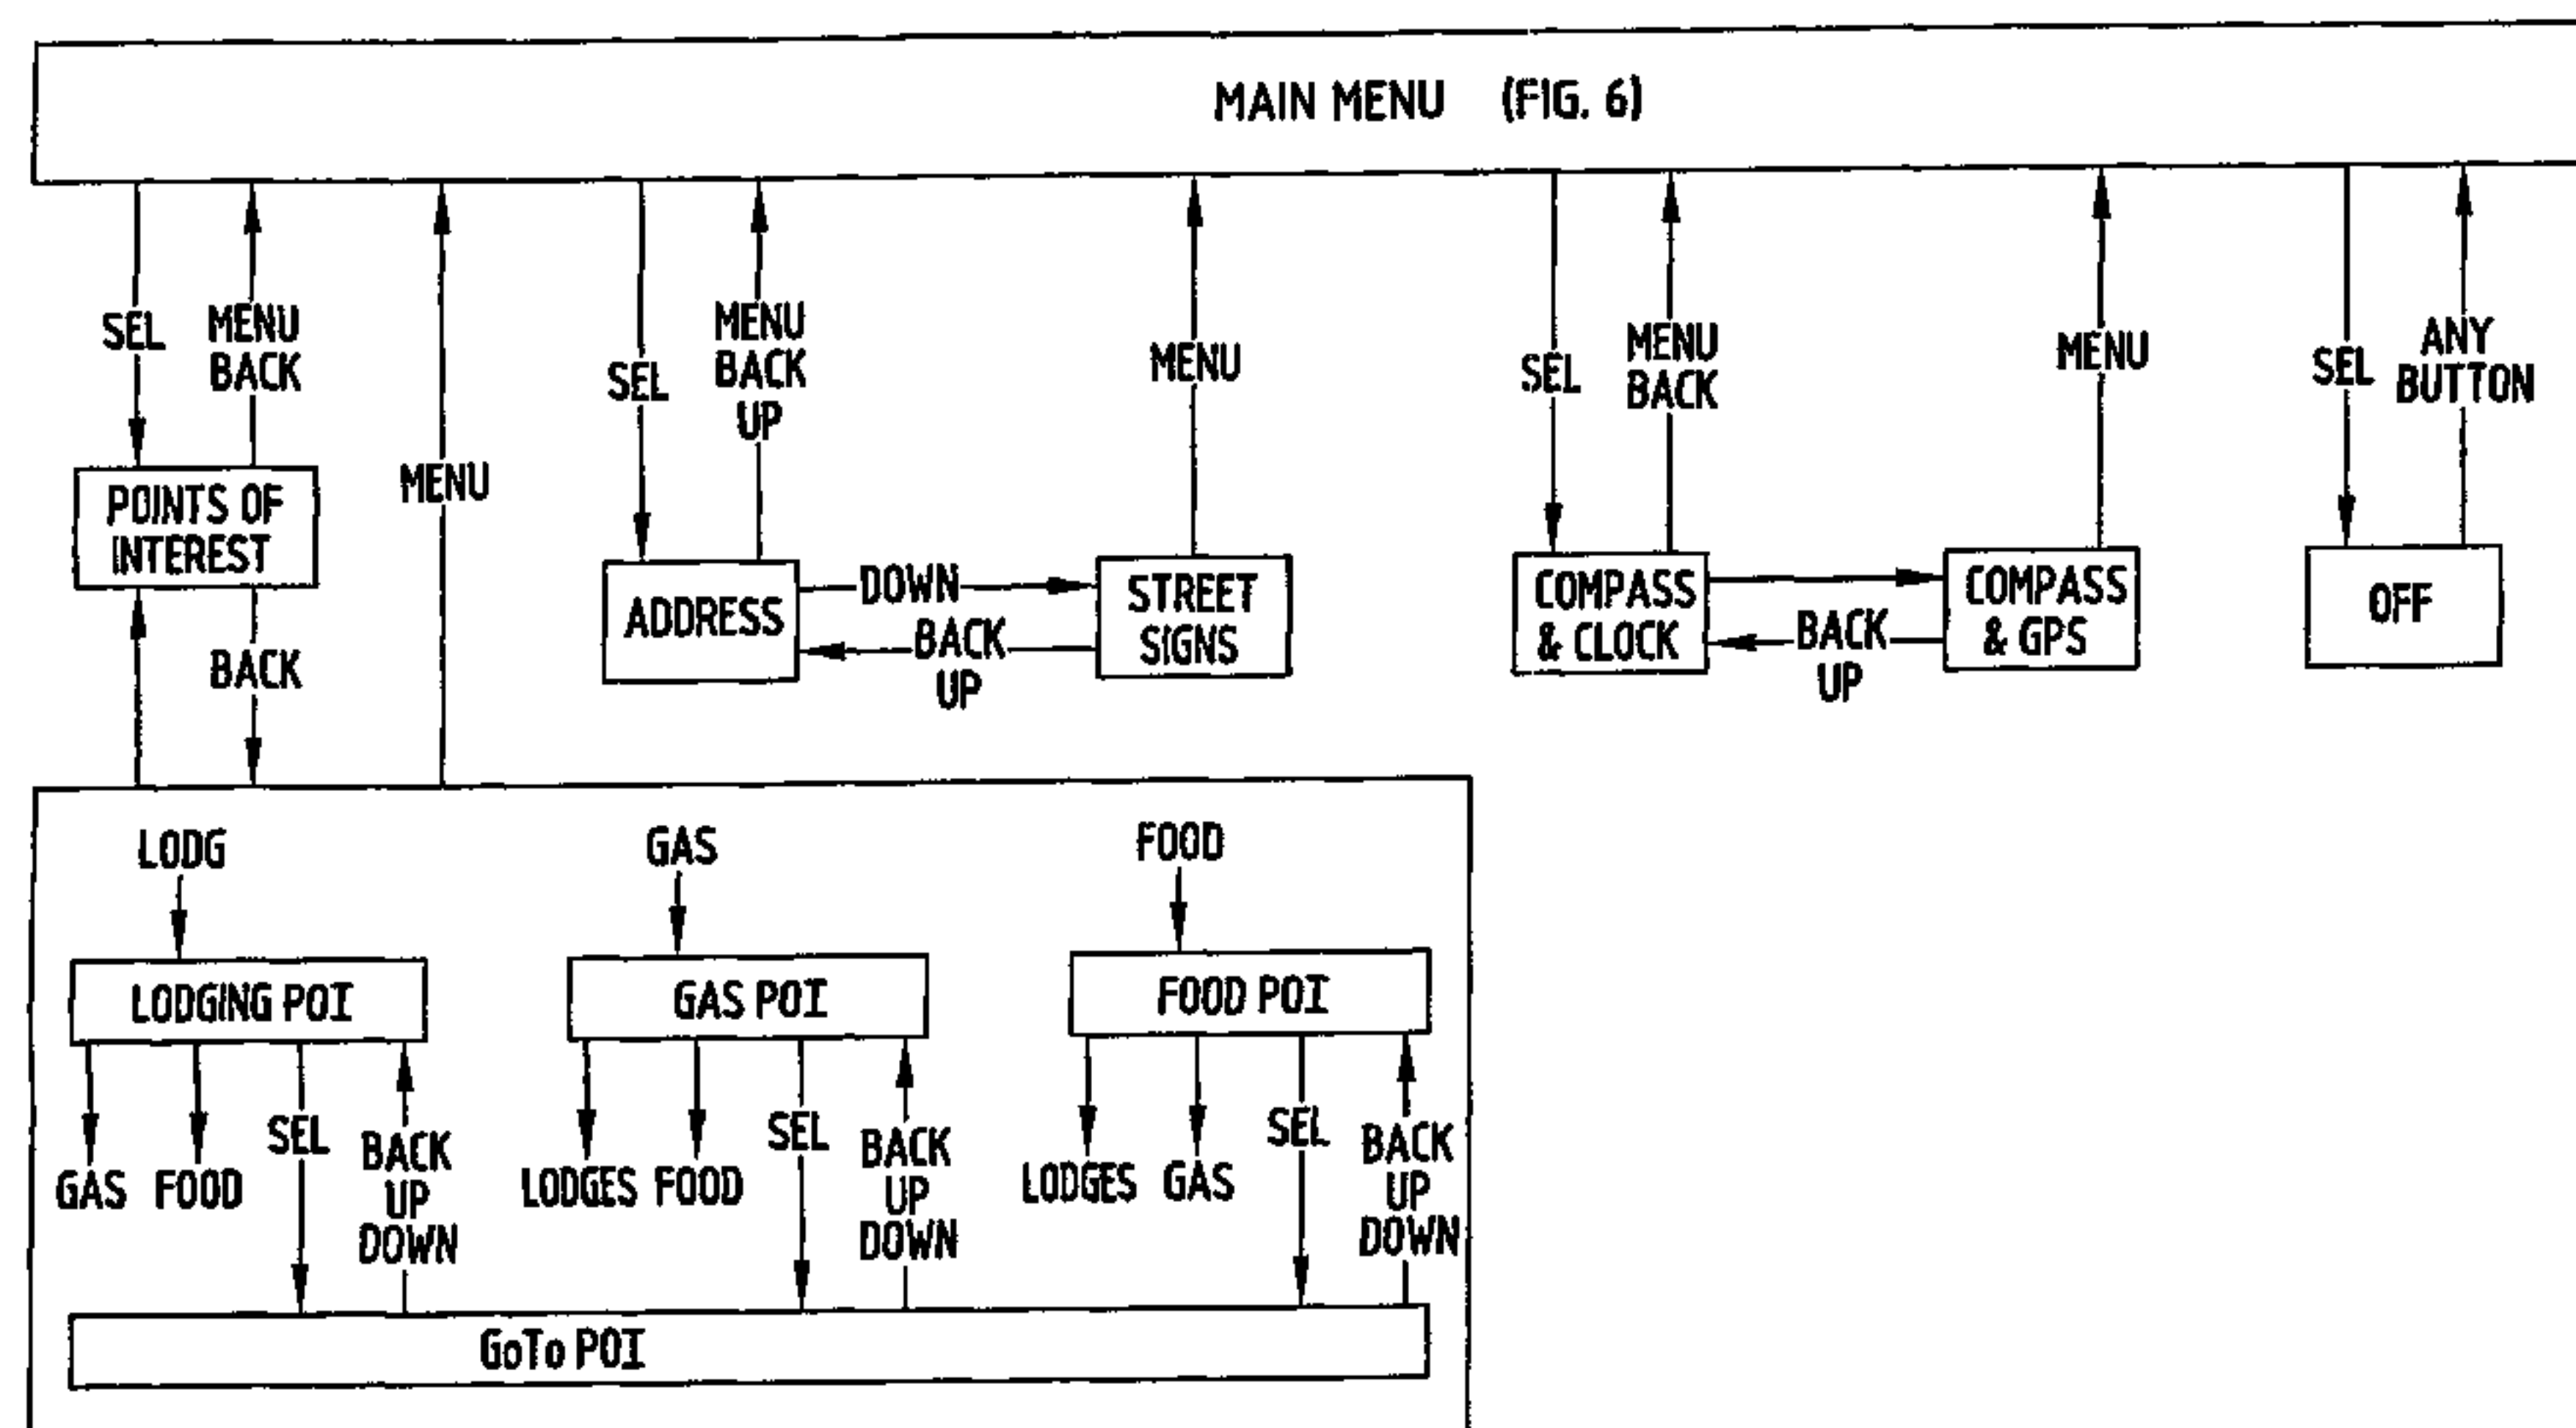 MAIN MENU (FIG. 6)
SEL
MENU
BACK
MENU
SEL
MENU
BACK
UP
MENU
SEL
MENU
BACK
MENU
SEL
ANY
BUTTON
POINTS OF
INTEREST
BACK
ADDRESS
DOWN
BACK
UP
STREET
SIGNS
COMPASS
& CLOCK
BACK
UP
COMPASS
& GPS
OFF
LODG
GAS
FOOD
LODGING POI
GAS POI
FOOD POI
GAS
FOOD
SEL
BACK
UP
DOWN
LODGES
FOOD
SEL
BACK
UP
DOWN
LODGES
GAS
SEL
BACK
UP
DOWN
GoTo POI